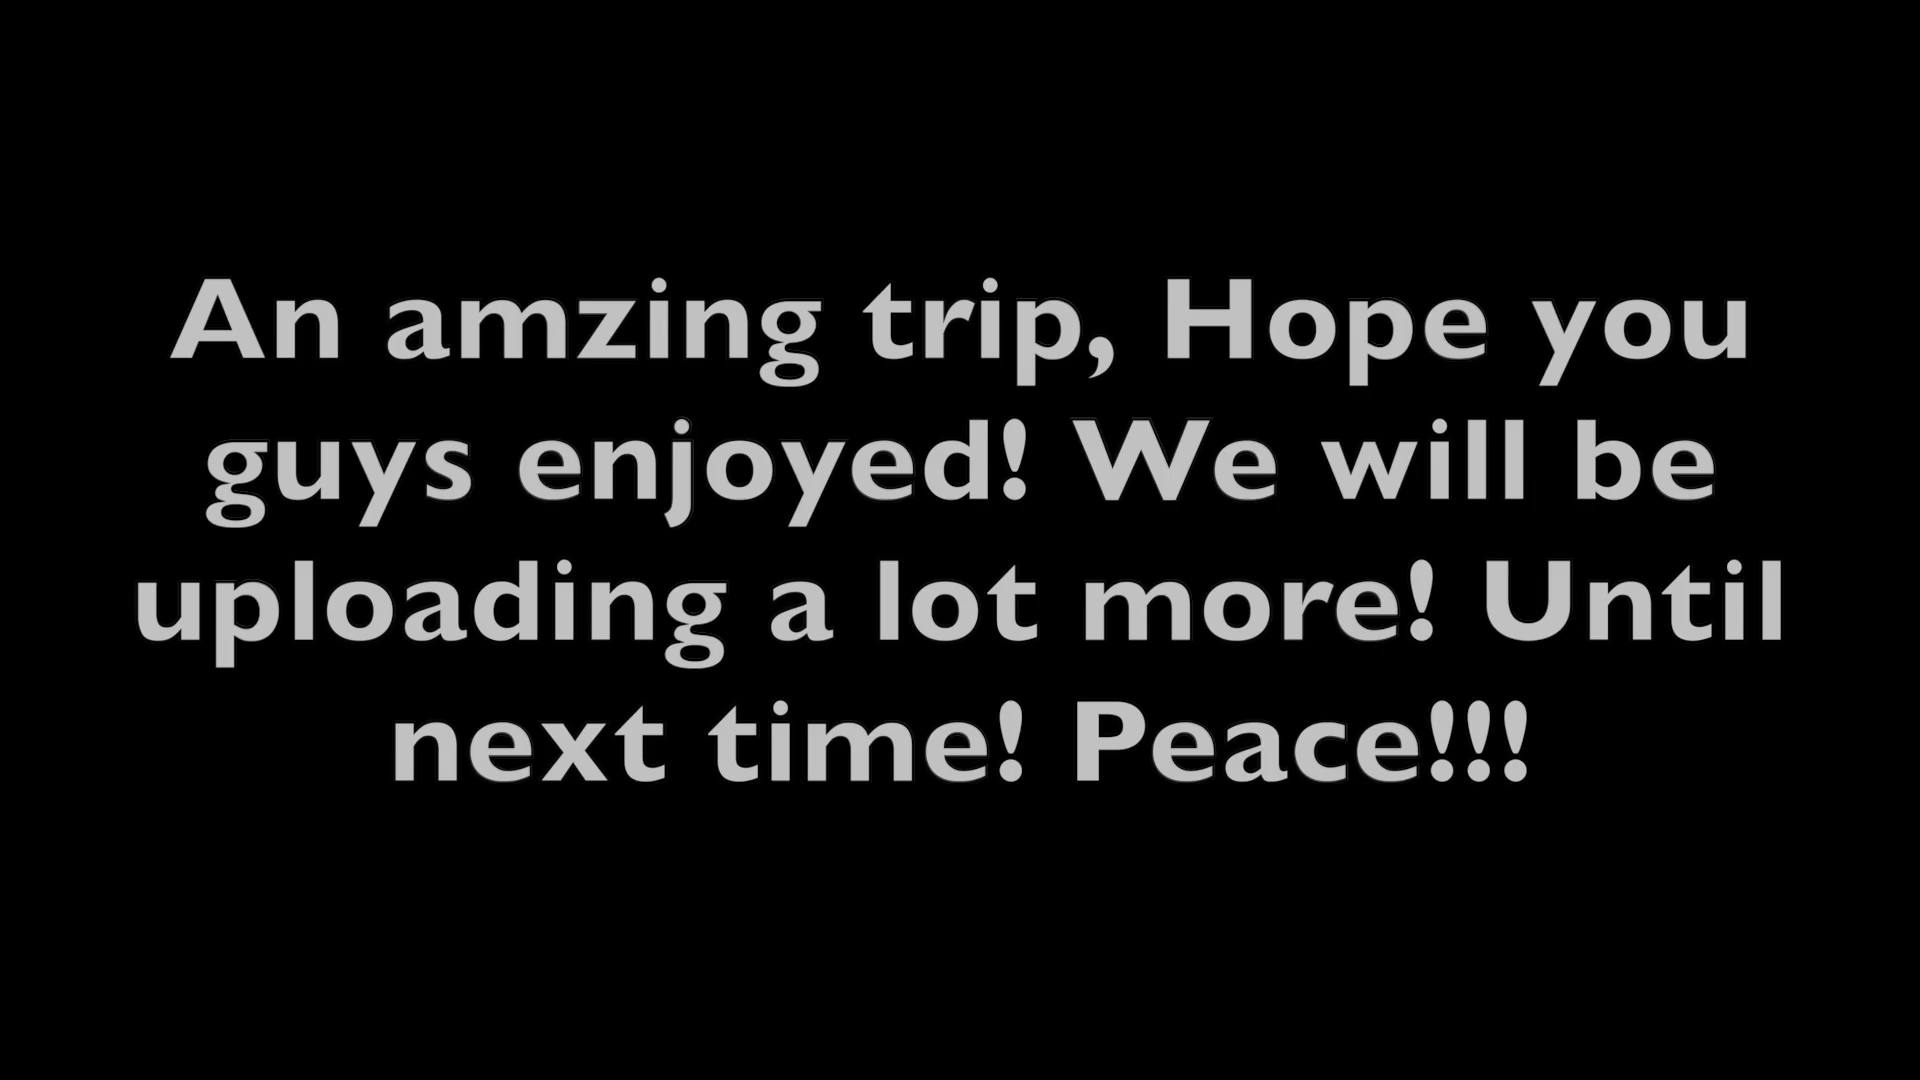 An amzing trip, Hope you
guys enjoyed! We will be
uploading a lot more! Until
next time! Peace!!!